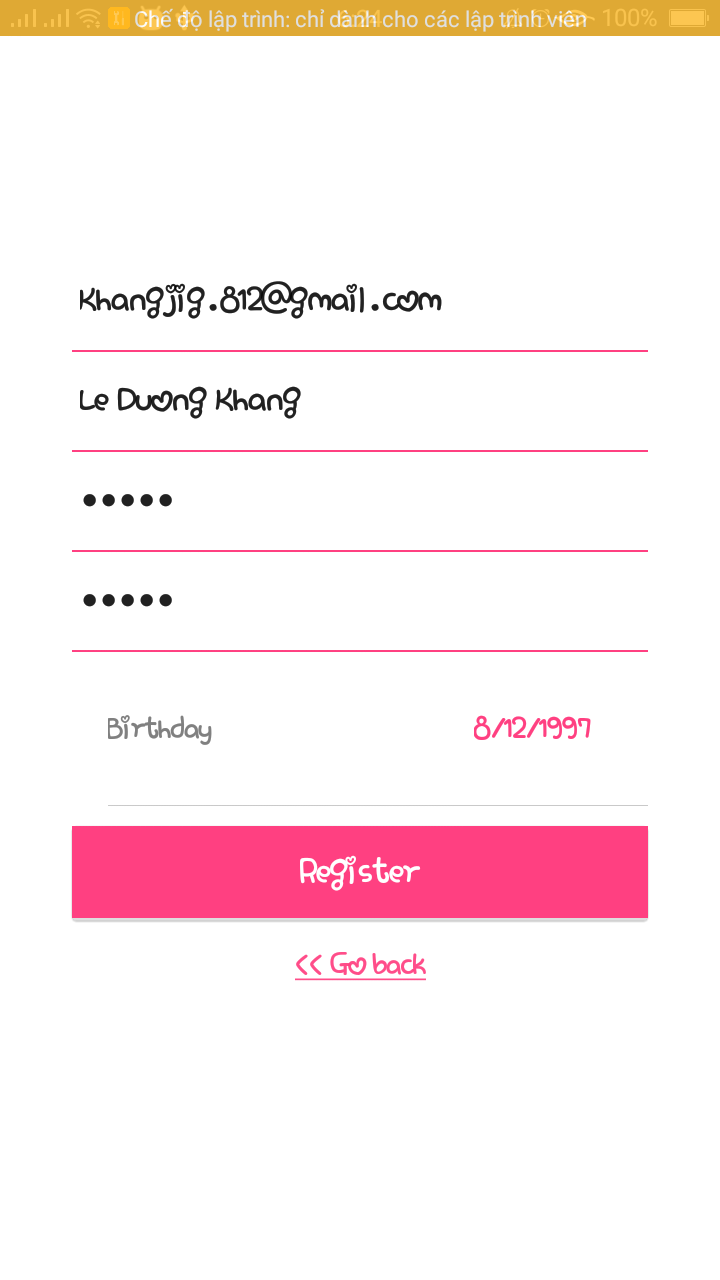 Chế độ lập trình: chỉ dành cho các lập trình viên
100%
Khangjig.812@gmail.com
Le Duong Khang
•••••
•••••
Birthday 8/12/1997
Register
<< Go back